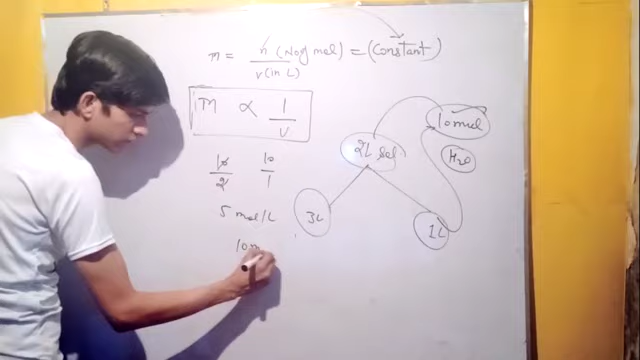 m = n (No of mol) = (Constant)
v (in L)
m ∝ 1
v
10 10
2 1
5 mol/L
10m
10 mol
2L sol.
H2O
3L
1L